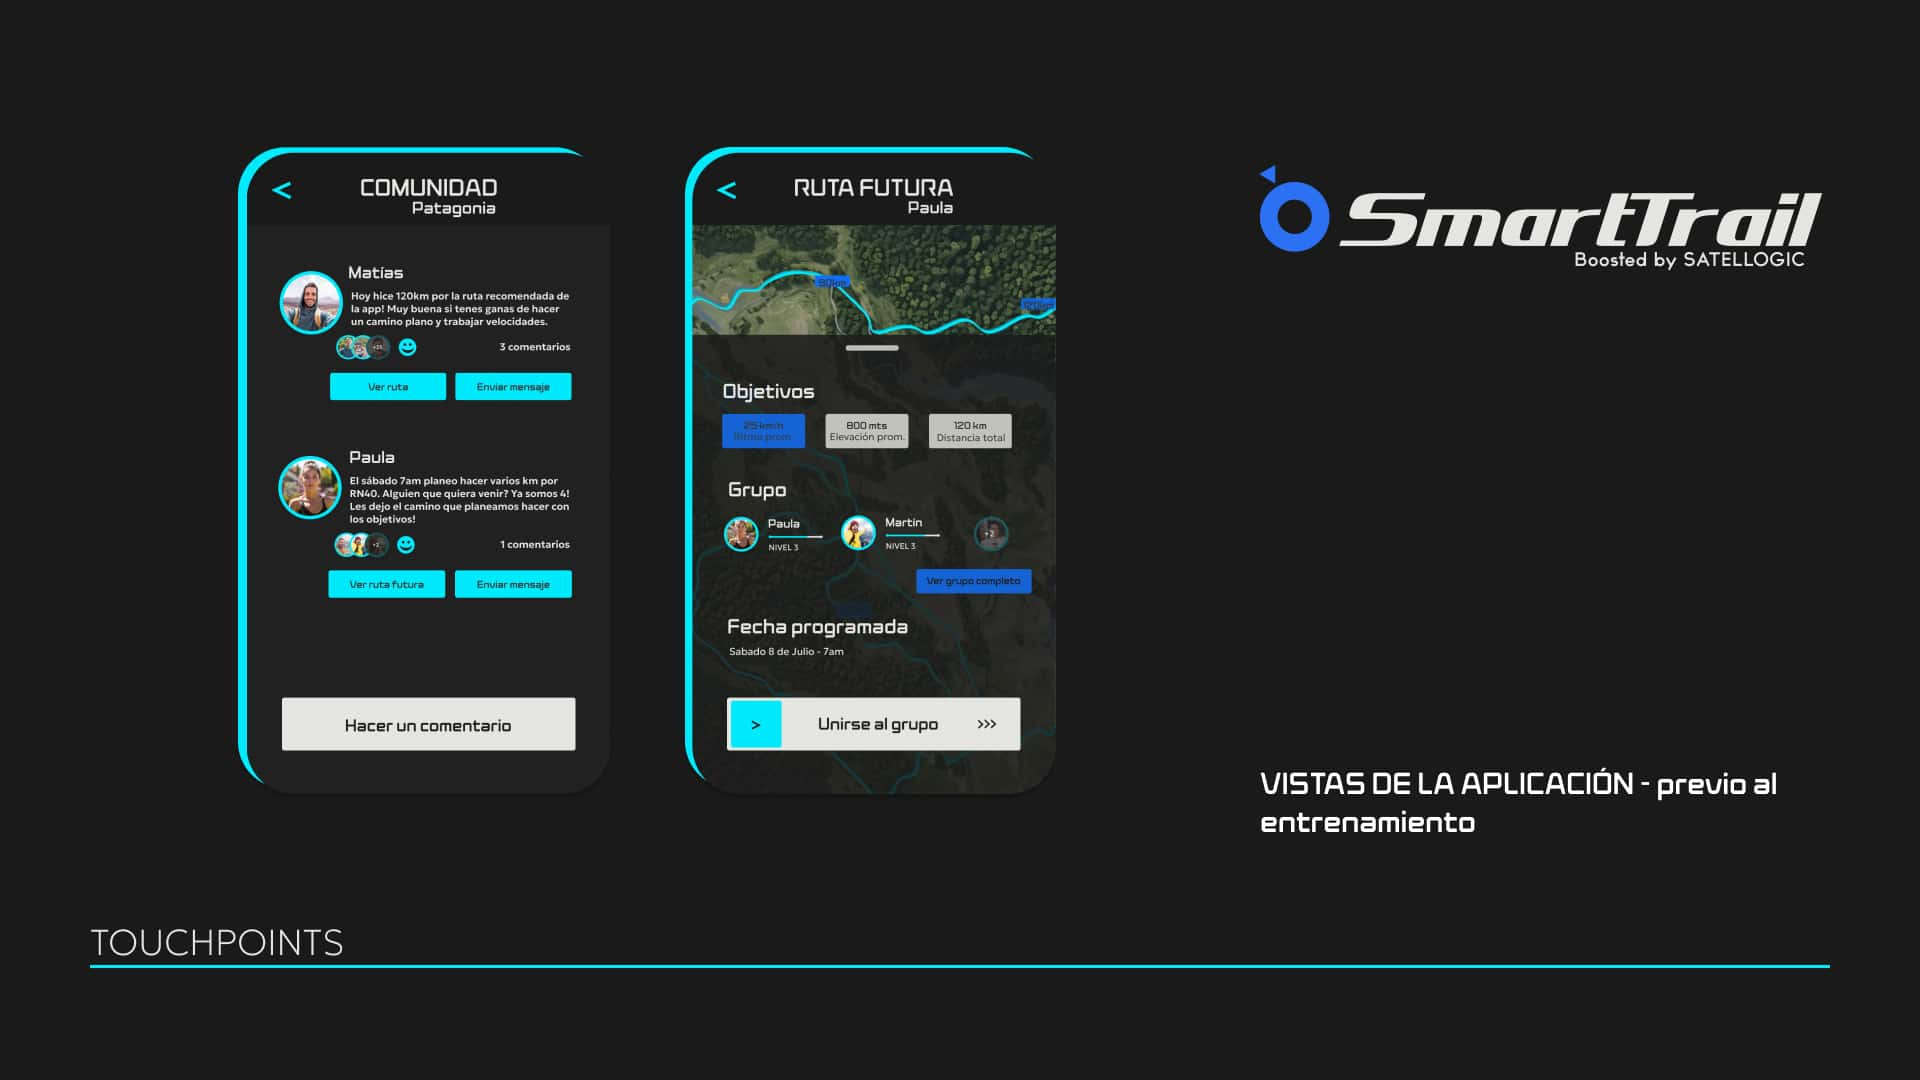 <
COMUNIDAD
Patagonia
Matías
Hoy hice 120km por la ruta recomendada de
la app! Muy buena si tenes ganas de hacer
un camino plano y trabajar velocidades.
3 comentarios
Ver ruta
Enviar mensaje
Paula
El sábado 7am planeo hacer varios km por
RN40. Alguien que quiera venir? Ya somos 4!
Les dejo el camino que planeamos hacer con
los objetivos!
+2
1 comentarios
Ver ruta futura
Enviar mensaje
Hacer un comentario
<
RUTA FUTURA
Paula
80km
120km
Objetivos
25 km/h
Ritmo prom.
800 mts
Elevación prom.
120 km
Distancia total
Grupo
Paula
NIVEL 3
Martin
NIVEL 3
+2
Ver grupo completo
Fecha programada
Sabado 8 de Julio - 7am
>
Unirse al grupo
>>>
SmartTrail
Boosted by SATELLOGIC
VISTAS DE LA APLICACIÓN - previo al
entrenamiento
TOUCHPOINTS